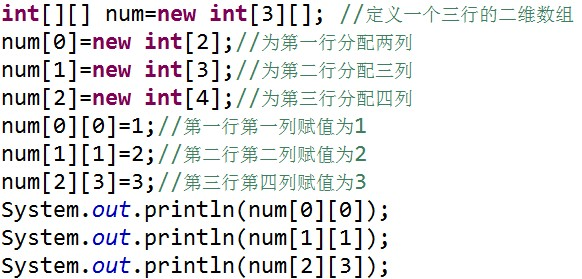 int[][] num=new int[3][]; //定义一个三行的二维数组
num[0]=new int[2];//为第一行分配两列
num[1]=new int[3];//为第二行分配三列
num[2]=new int[4];//为第三行分配四列
num[0][0]=1;//第一行第一列赋值为1
num[1][1]=2;//第二行第二列赋值为2
num[2][3]=3;//第三行第四列赋值为3
System.out.println(num[0][0]);
System.out.println(num[1][1]);
System.out.println(num[2][3]);